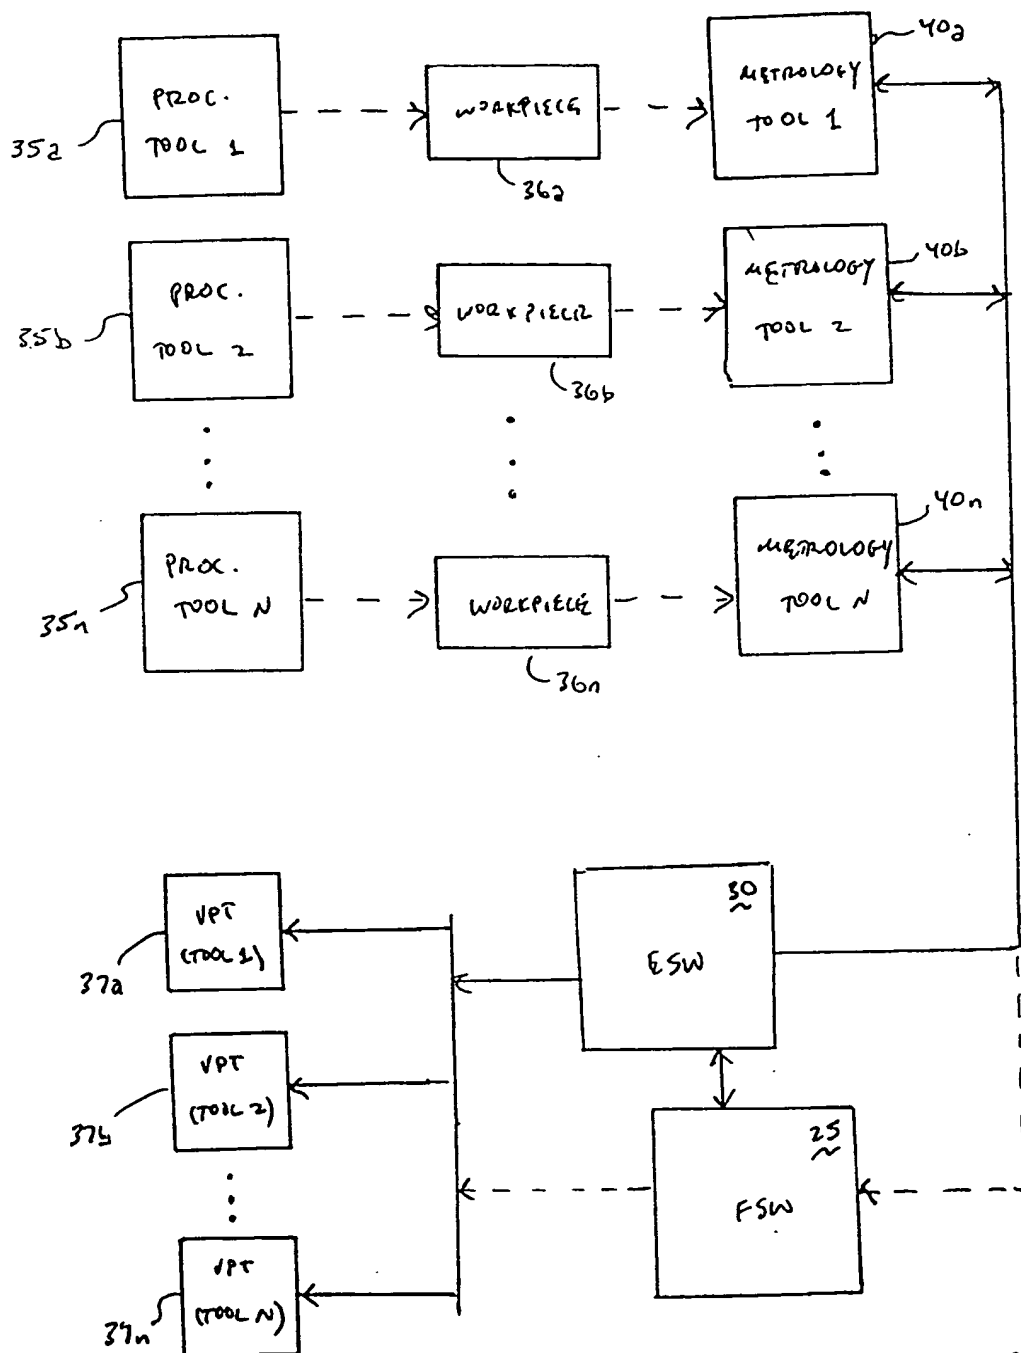 40a
PROC.
TOOL 1
WORKPIECE
METROLOGY
TOOL 1
35a
36a
40b
PROC.
TOOL 2
WORKPIECE
METROLOGY
TOOL 2
35b
36b
40n
PROC.
TOOL N
WORKPIECE
METROLOGY
TOOL N
35n
36n
30
VPT
(TOOL 1)
ESW
37a
VPT
(TOOL 2)
37b
25
FSW
VPT
(TOOL N)
37n